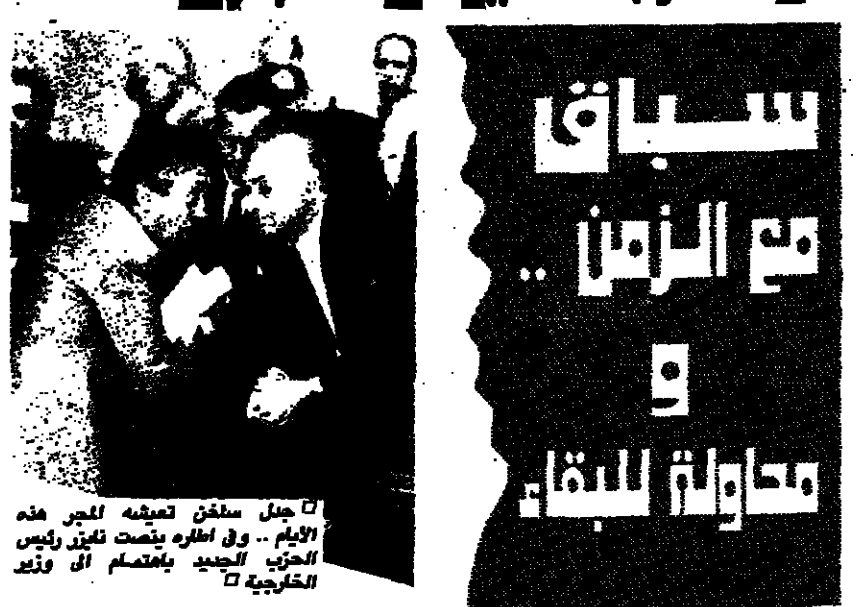 سباق
مع الزمن ..
و
محاولة للبقاء
□ جدل ساخن تعيشه المجر هذه
الأيام .. وفى اطاره ينصت نايرز رئيس
الحزب الجديد باهتمام الى وزير
الخارجية □